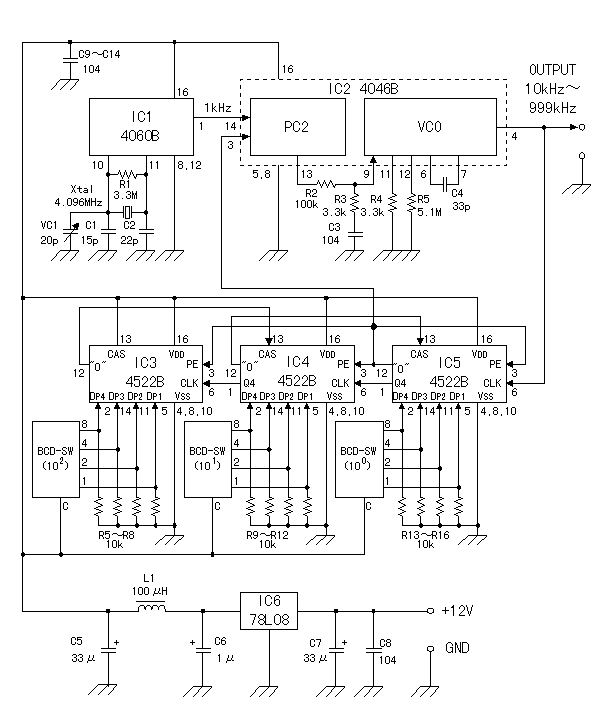 C9～C14
104
16
16
IC2 4046B
OUTPUT
10kHz～
999kHz
IC1
4060B
1kHz
1
14
3
PC2
VCO
4
10
11
8,12
5,8
13
9
11
12
6
7
R1
3.3M
Xtal
4.096MHz
VC1
20p
C1
15p
C2
22p
R2
100k
R3
3.3k
R4
3.3k
R5
5.1M
C4
33p
C3
104
13
16
13
16
13
16
12
"0"
CAS
VDD
IC3
4522B
PE
CLK
3
6
DP4
DP3
DP2
DP1
VSS
2
14
11
5
4,8,10
12
"0"
CAS
VDD
IC4
4522B
PE
CLK
3
6
1
Q4
DP4
DP3
DP2
DP1
VSS
2
14
11
5
4,8,10
12
"0"
CAS
VDD
IC5
4522B
PE
CLK
3
6
1
Q4
DP4
DP3
DP2
DP1
VSS
2
14
11
5
4,8,10
BCD-SW
(10²)
8
4
2
1
C
R5～R8
10k
BCD-SW
(10¹)
8
4
2
1
C
R9～R12
10k
BCD-SW
(10⁰)
8
4
2
1
C
R13～R16
10k
L1
100μH
IC6
78L08
+12V
GND
C5
33μ
+
C6
1μ
+
C7
33μ
+
C8
104